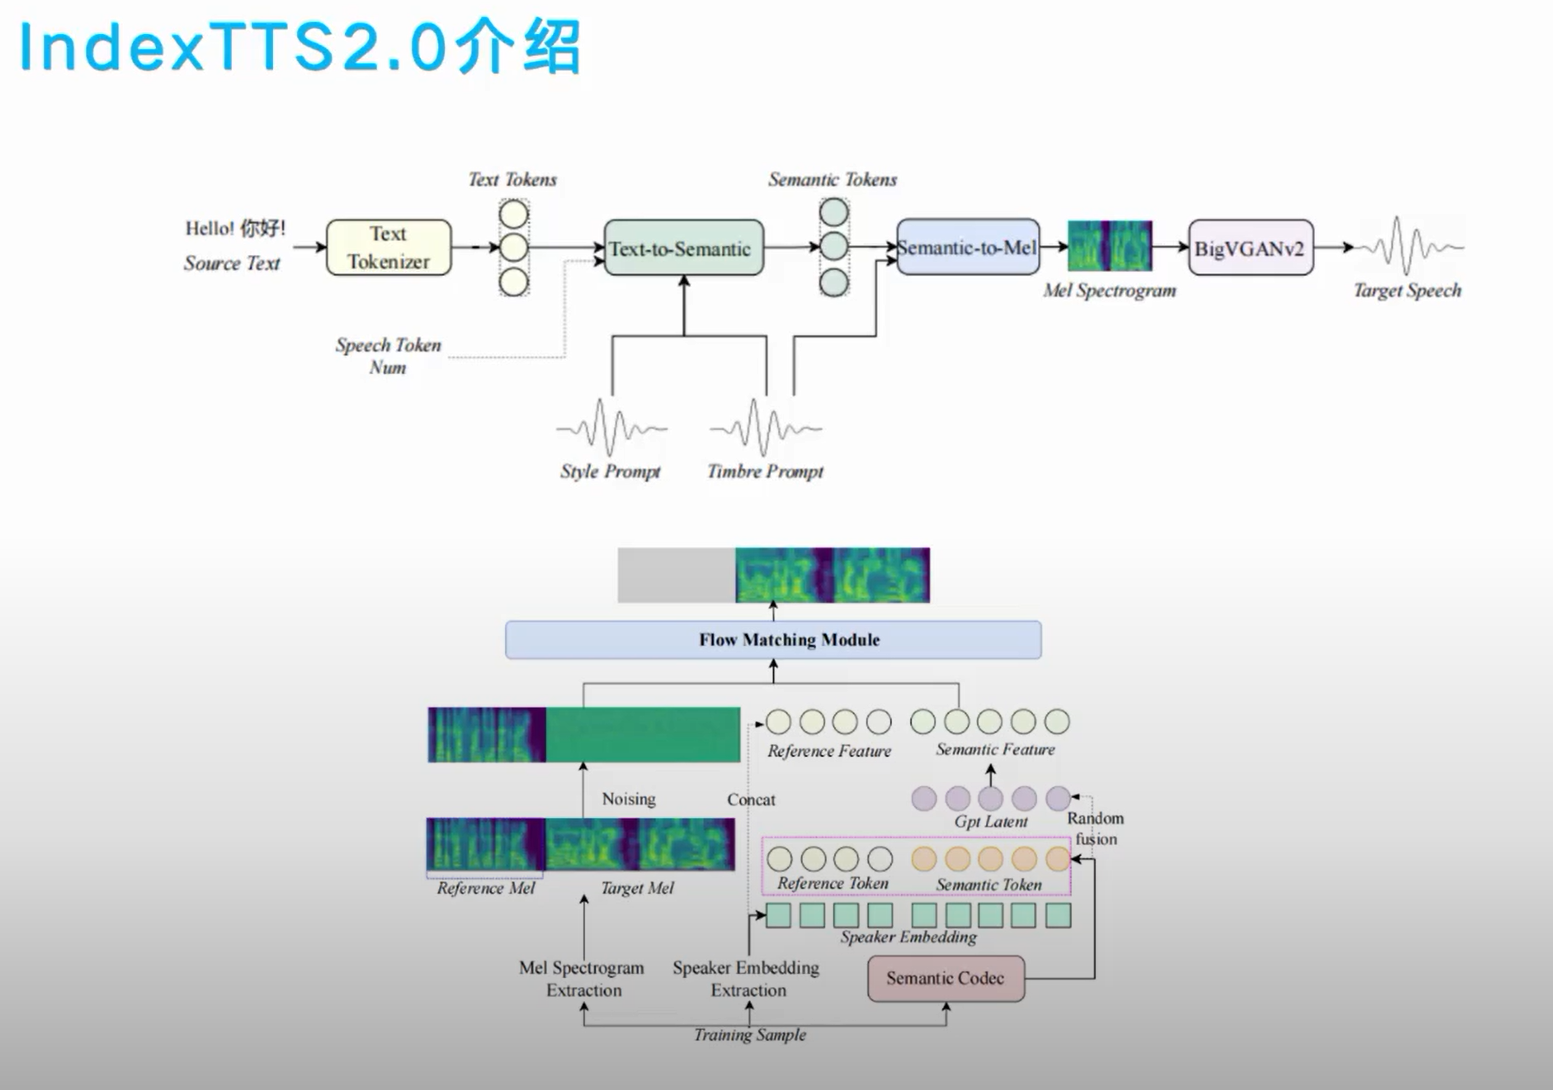 IndexTTS2.0介绍
Text Tokens
Semantic Tokens
Hello! 你好!
Source Text
Text
Tokenizer
Text-to-Semantic
Semantic-to-Mel
BigVGANv2
Mel Spectrogram
Target Speech
Speech Token
Num
Style Prompt
Timbre Prompt
Flow Matching Module
Reference Feature
Semantic Feature
Noising
Concat
Gpt Latent
Random
fusion
Reference Mel
Target Mel
Reference Token
Semantic Token
Speaker Embedding
Mel Spectrogram
Extraction
Speaker Embedding
Extraction
Semantic Codec
Training Sample